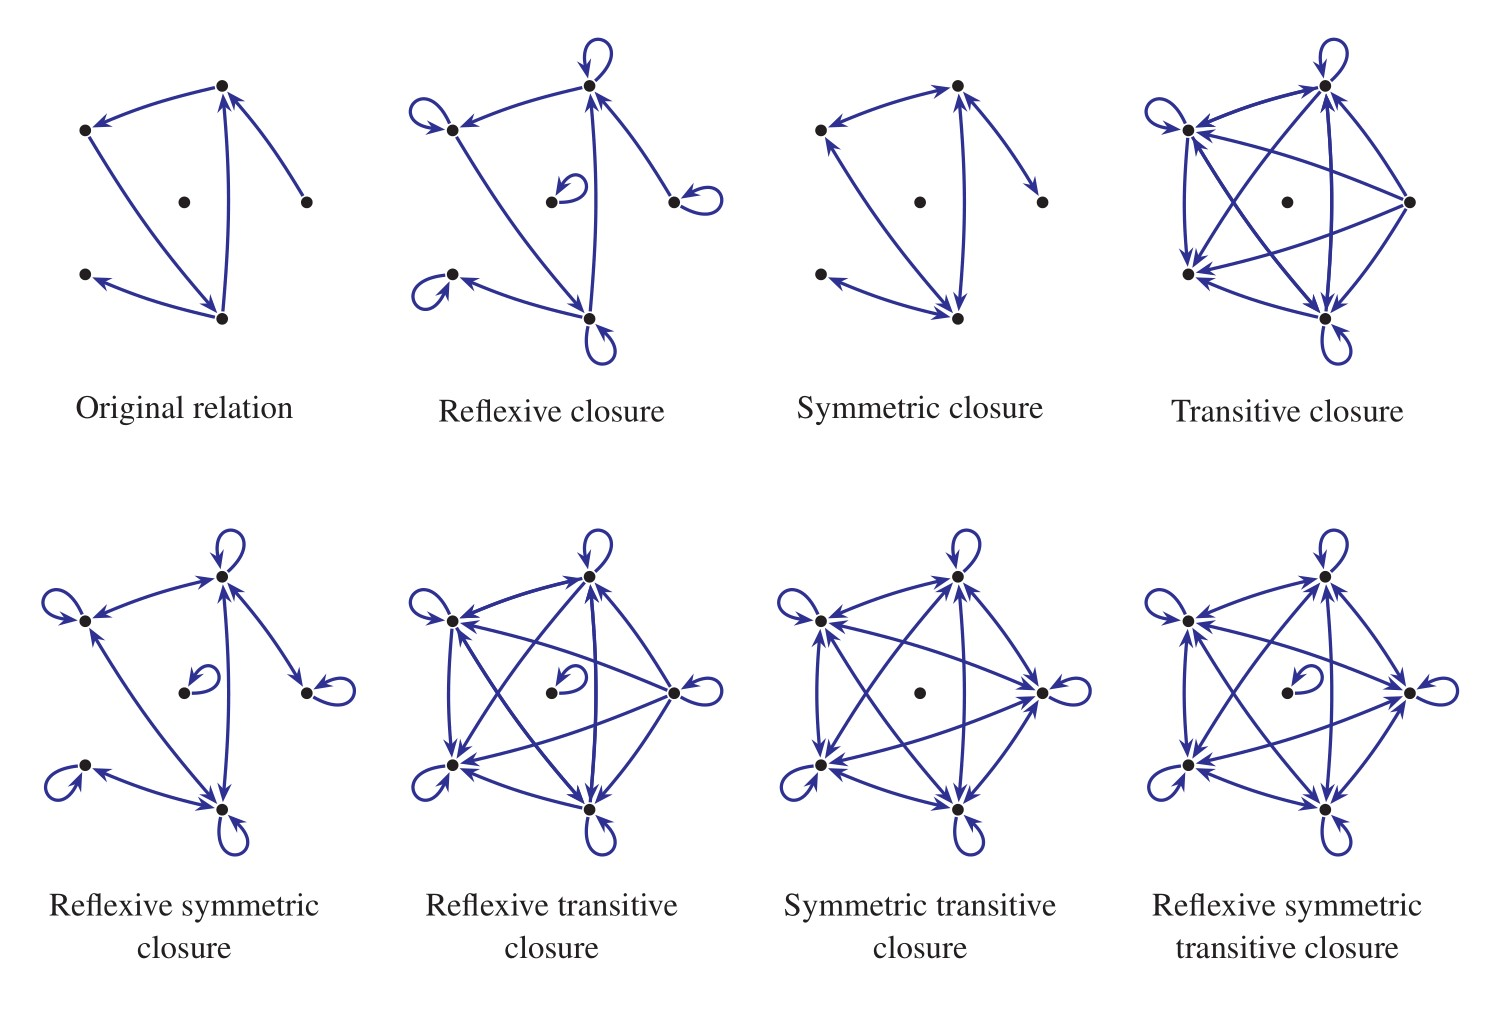 Original relation
Reflexive closure
Symmetric closure
Transitive closure
Reflexive symmetric
closure
Reflexive transitive
closure
Symmetric transitive
closure
Reflexive symmetric
transitive closure